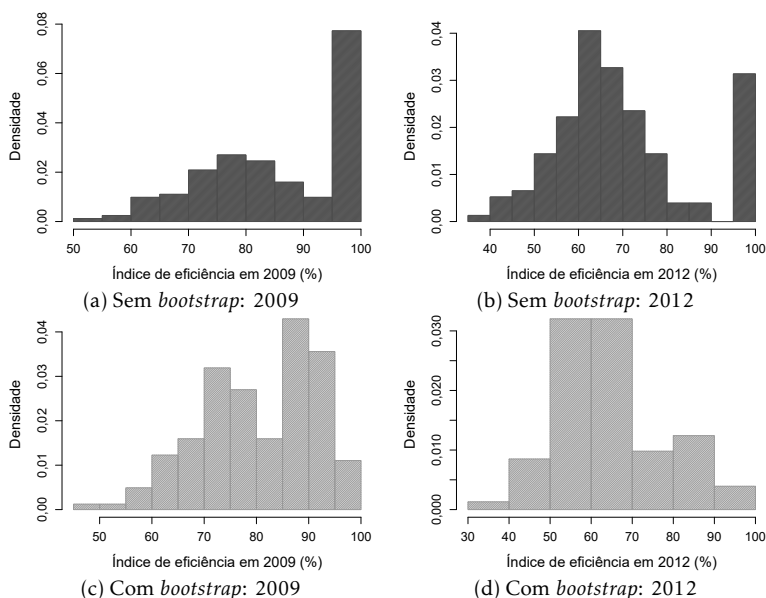 Densidade
0,00 0,02 0,04 0,06 0,08
50 60 70 80 90 100
Índice de eficiência em 2009 (%)
(a) Sem bootstrap: 2009
Densidade
0,00 0,01 0,02 0,03 0,04
40 50 60 70 80 90 100
Índice de eficiência em 2012 (%)
(b) Sem bootstrap: 2012
Densidade
0,00 0,01 0,02 0,03 0,04
50 60 70 80 90 100
Índice de eficiência em 2009 (%)
(c) Com bootstrap: 2009
Densidade
0,000 0,010 0,020 0,030
30 40 50 60 70 80 90 100
Índice de eficiência em 2012 (%)
(d) Com bootstrap: 2012